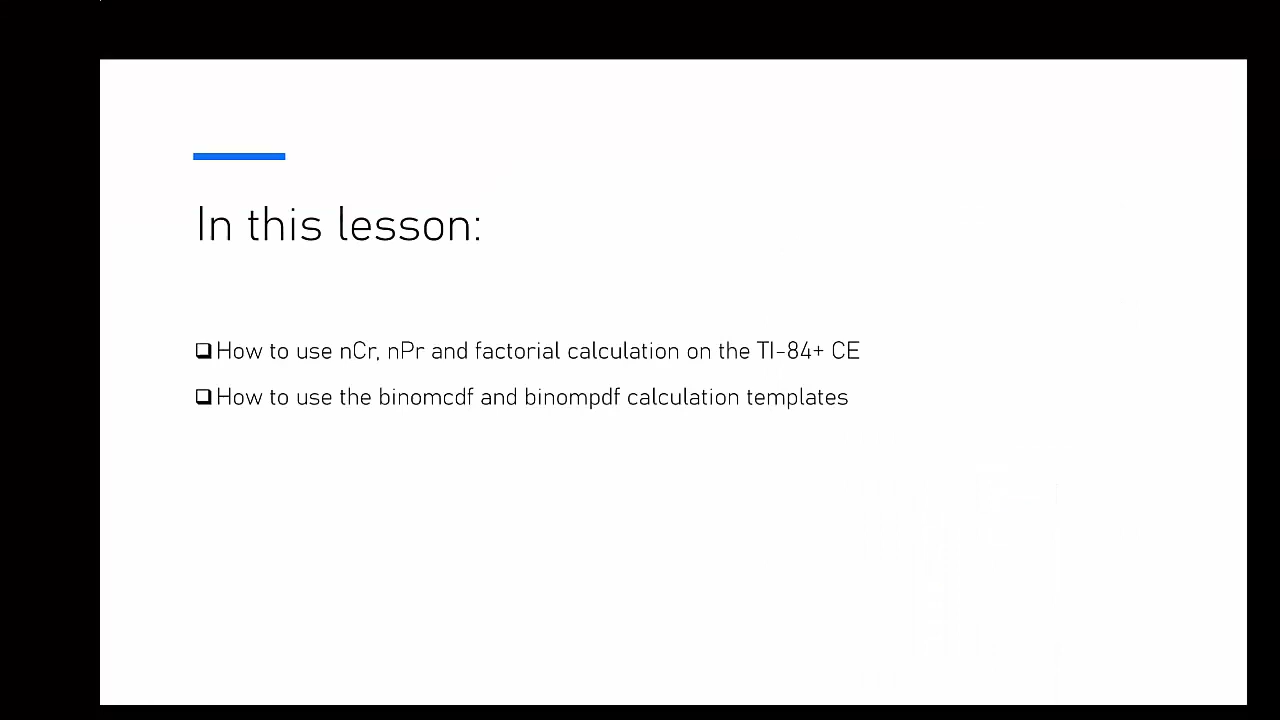 In this lesson:
How to use nCr, nPr and factorial calculation on the TI-84+ CE
How to use the binomcdf and binompdf calculation templates